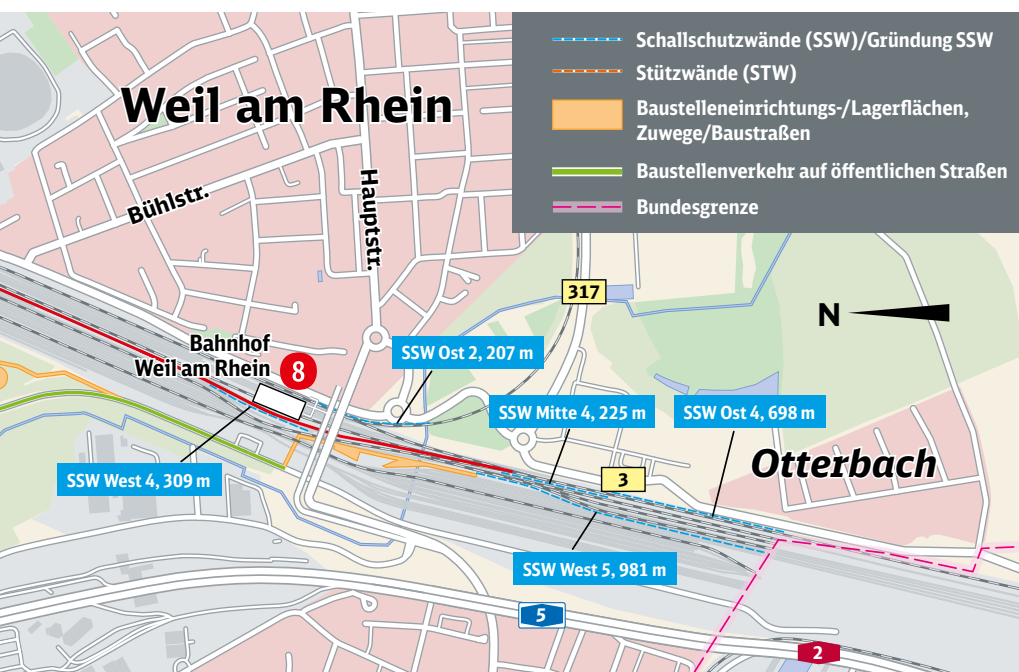 Schallschutzwände (SSW)/Gründung SSW
Stützwände (STW)
Baustelleneinrichtungs-/Lagerflächen,
Zuwege/Baustraßen
Baustellenverkehr auf öffentlichen Straßen
Bundesgrenze
Weil am Rhein
Bühlstr.
Hauptstr.
317
N
Bahnhof
Weil am Rhein
8
SSW Ost 2, 207 m
SSW Mitte 4, 225 m
SSW Ost 4, 698 m
Otterbach
3
SSW West 4, 309 m
SSW West 5, 981 m
5
2